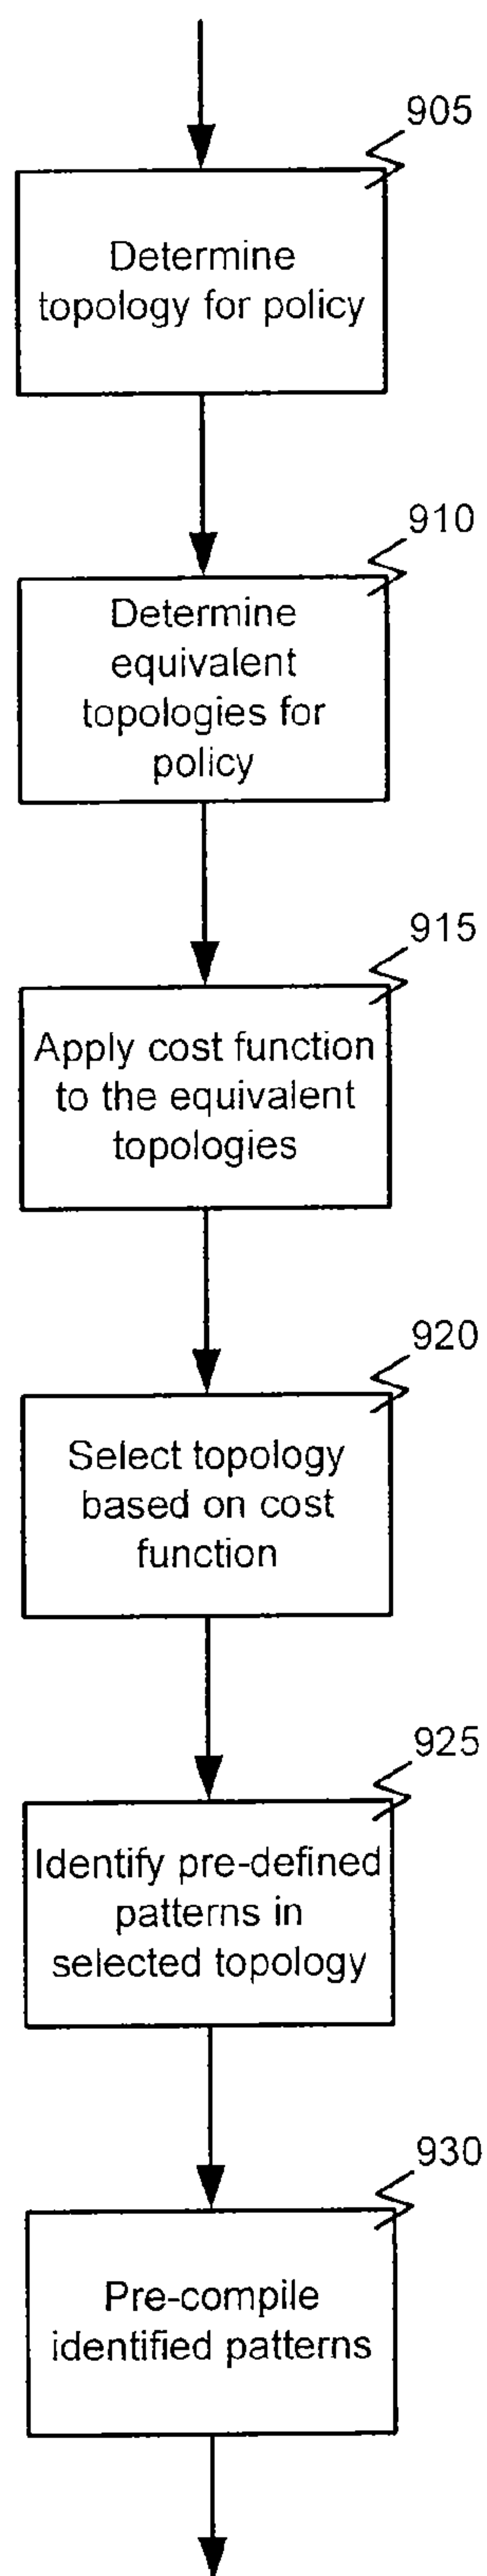 905
Determine
topology for policy
910
Determine
equivalent
topologies for
policy
915
Apply cost function
to the equivalent
topologies
920
Select topology
based on cost
function
925
Identify pre-defined
patterns in
selected topology
930
Pre-compile
identified patterns